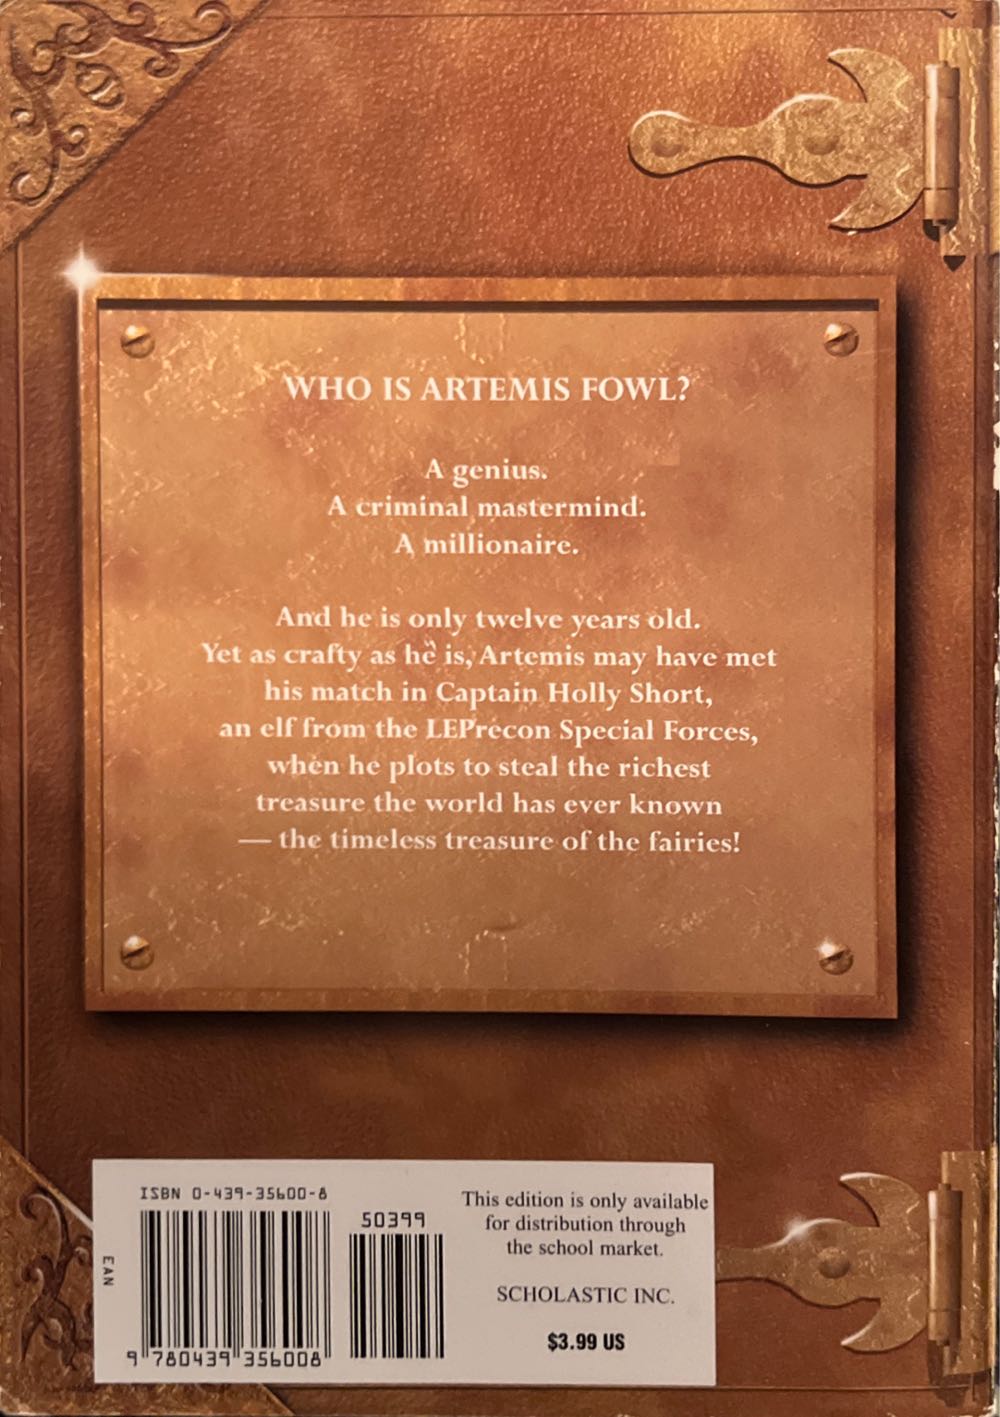 WHO IS ARTEMIS FOWL?
A genius.
A criminal mastermind.
A millionaire.
And he is only twelve years old.
Yet as crafty as he is, Artemis may have met
his match in Captain Holly Short,
an elf from the LEPrecon Special Forces,
when he plots to steal the richest
treasure the world has ever known
— the timeless treasure of the fairies!
ISBN 0-439-35600-8
50399
EAN
9 780439 356008
This edition is only available
for distribution through
the school market.
SCHOLASTIC INC.
$3.99 US